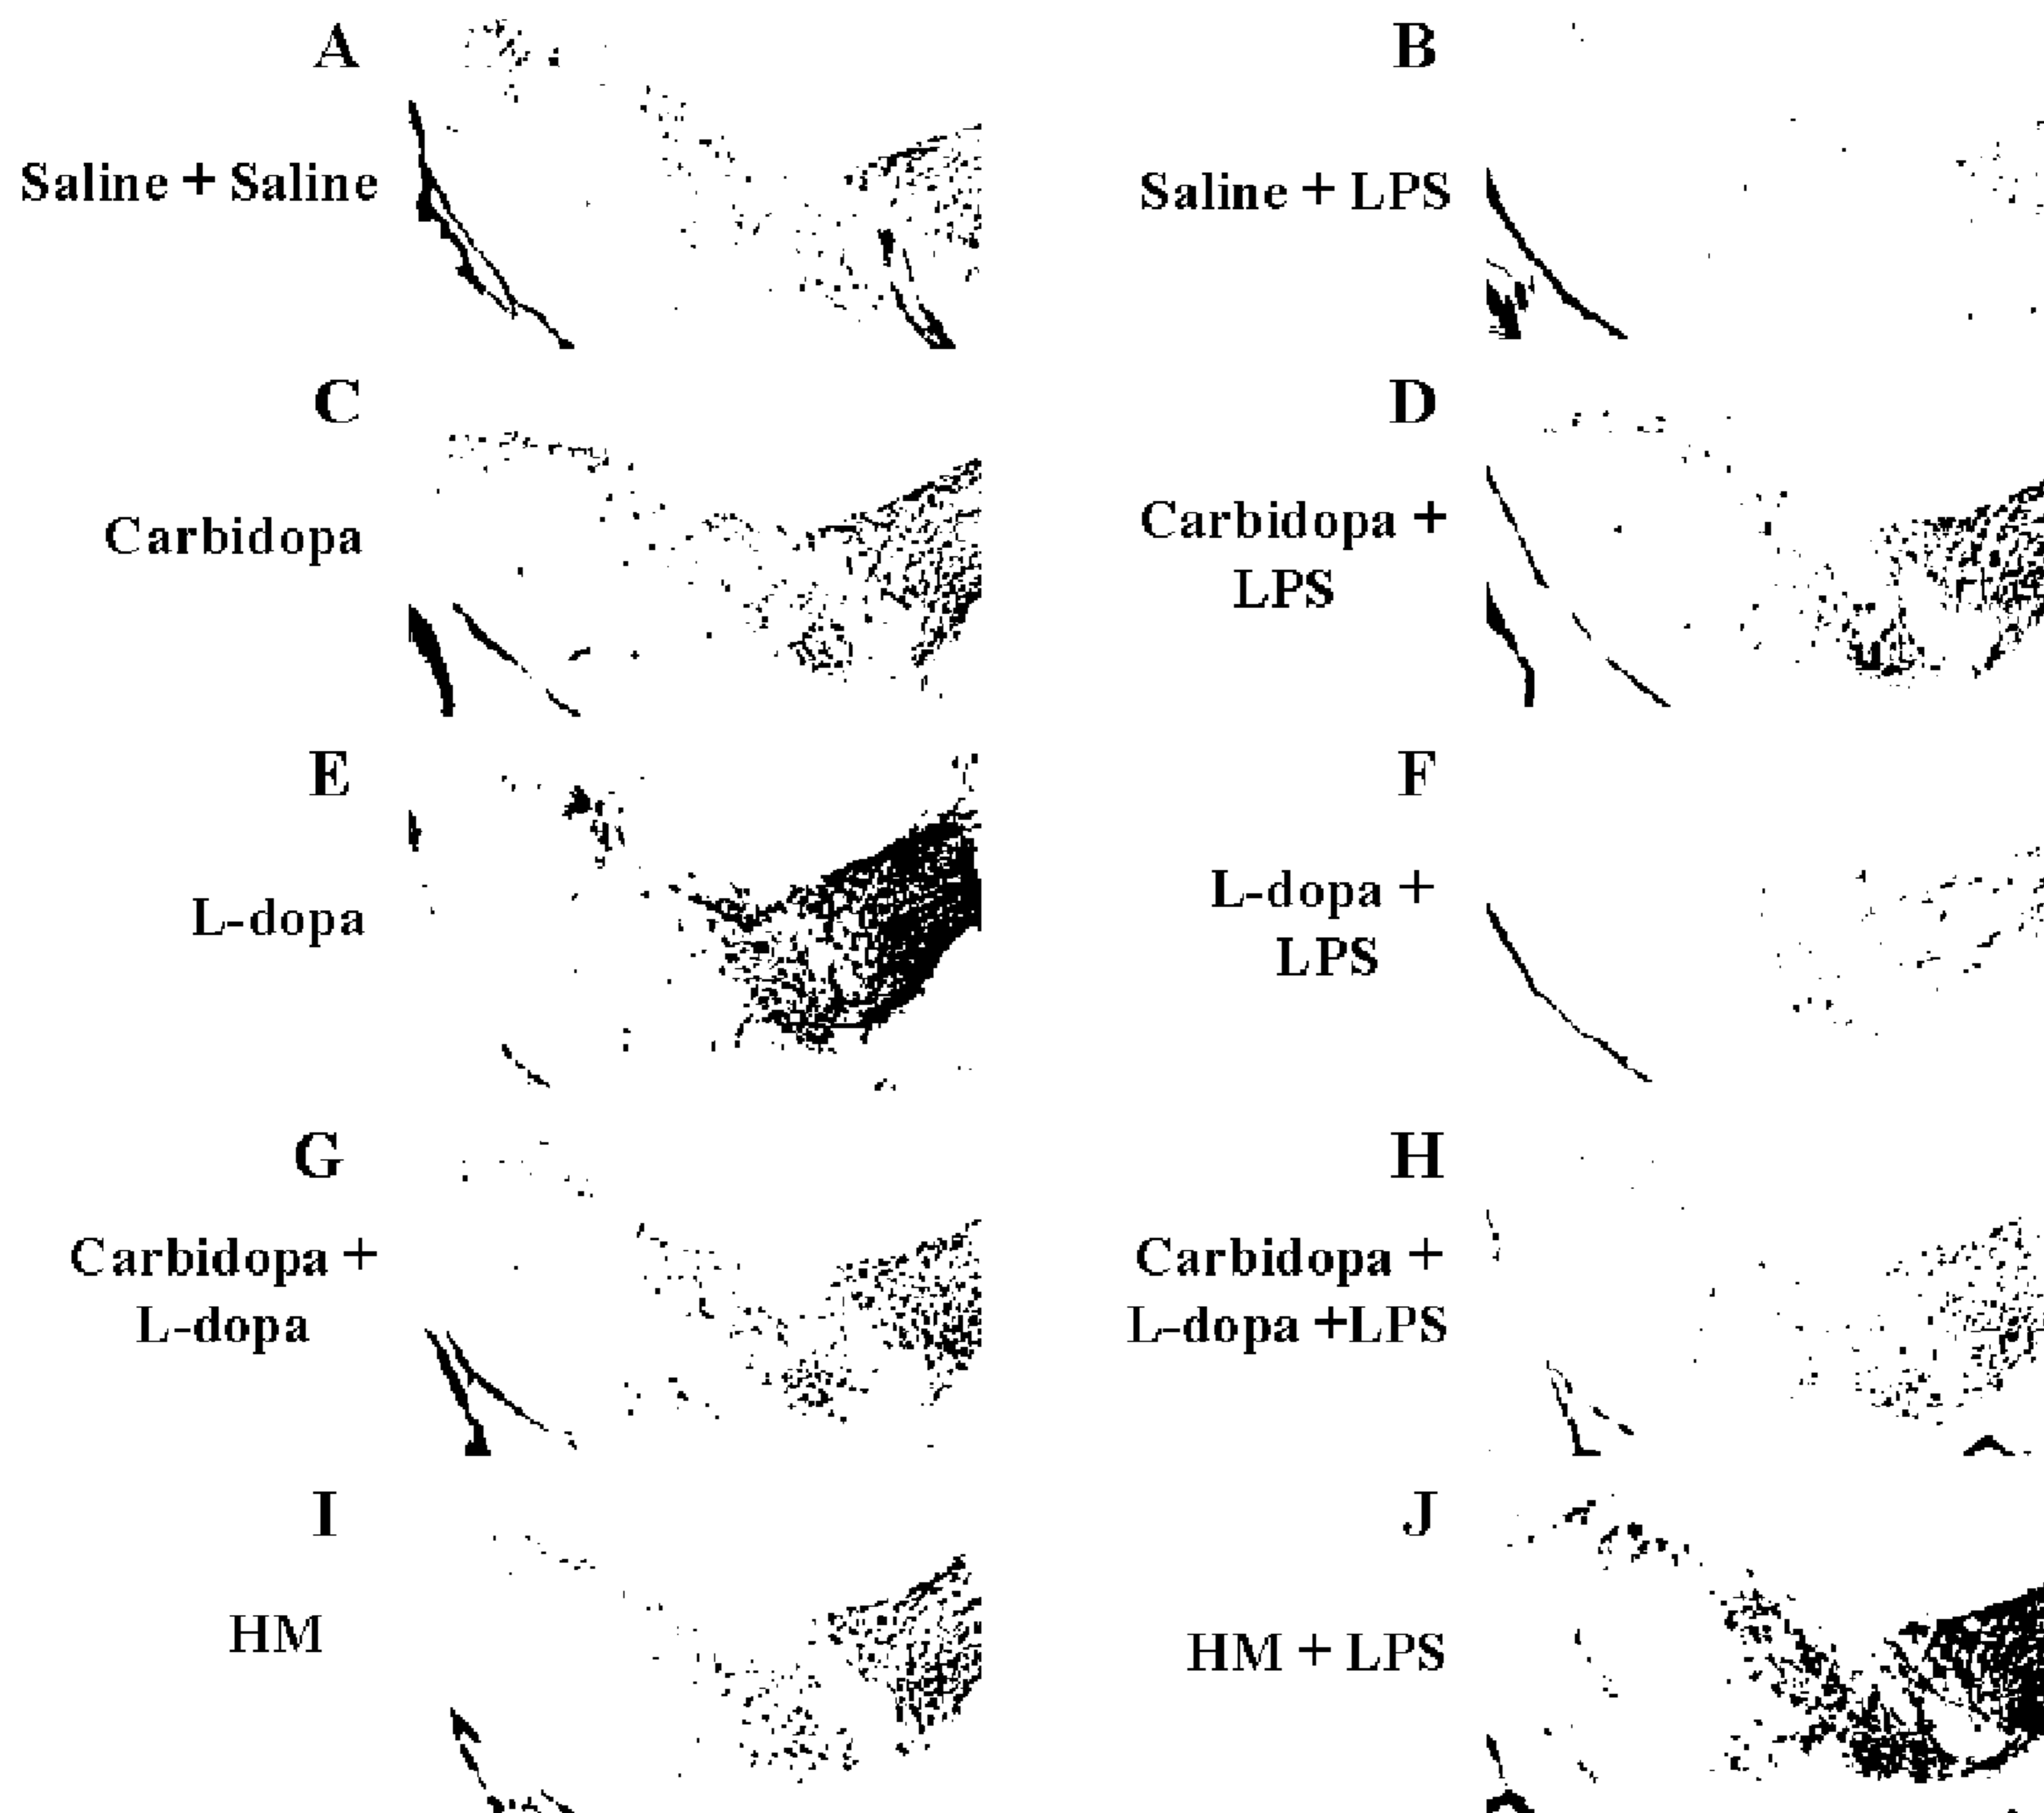 A
Saline + Saline
B
Saline + LPS
C
Carbidopa
D
Carbidopa +
LPS
E
L-dopa
F
L-dopa +
LPS
G
Carbidopa +
L-dopa
H
Carbidopa +
L-dopa +LPS
I
HM
J
HM + LPS